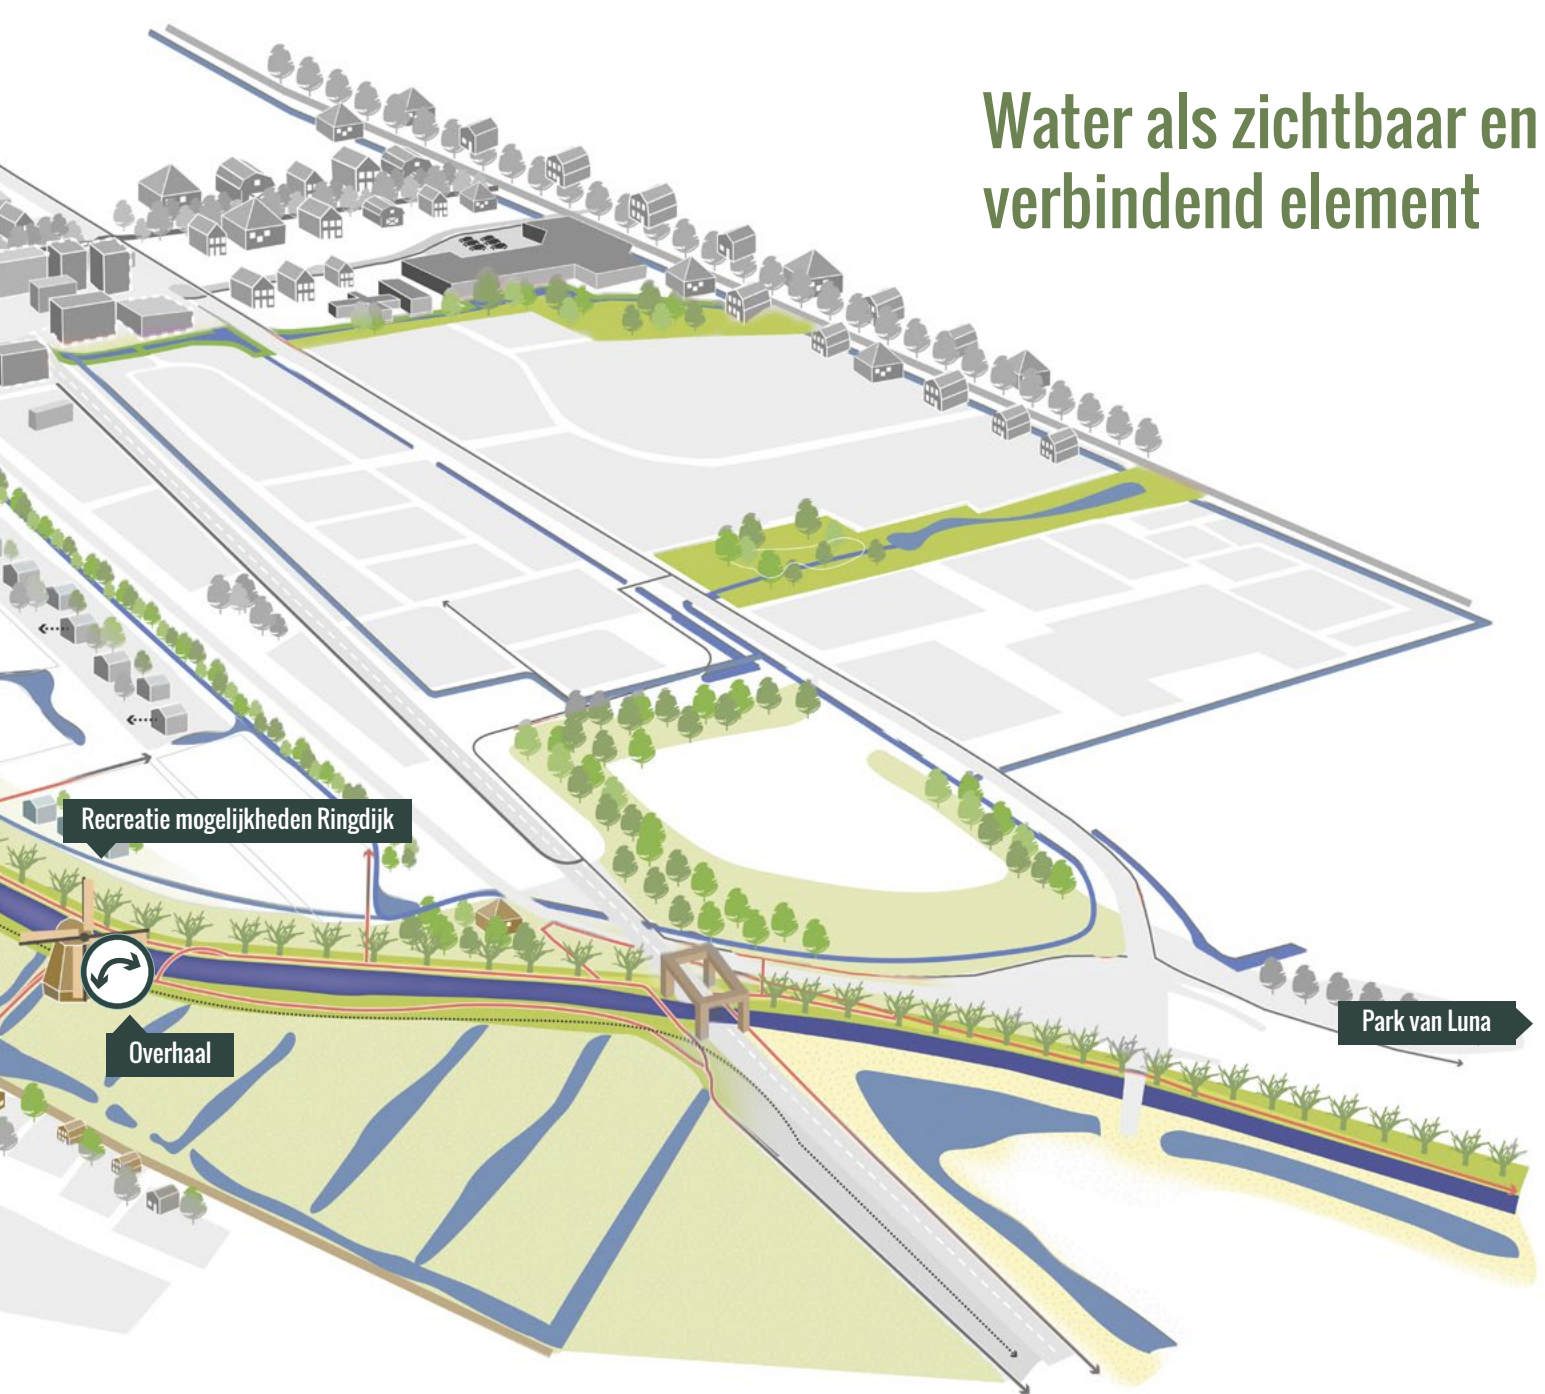 Water als zichtbaar en
verbindend element
Recreatie mogelijkheden Ringdijk
Overhaal
Park van Luna